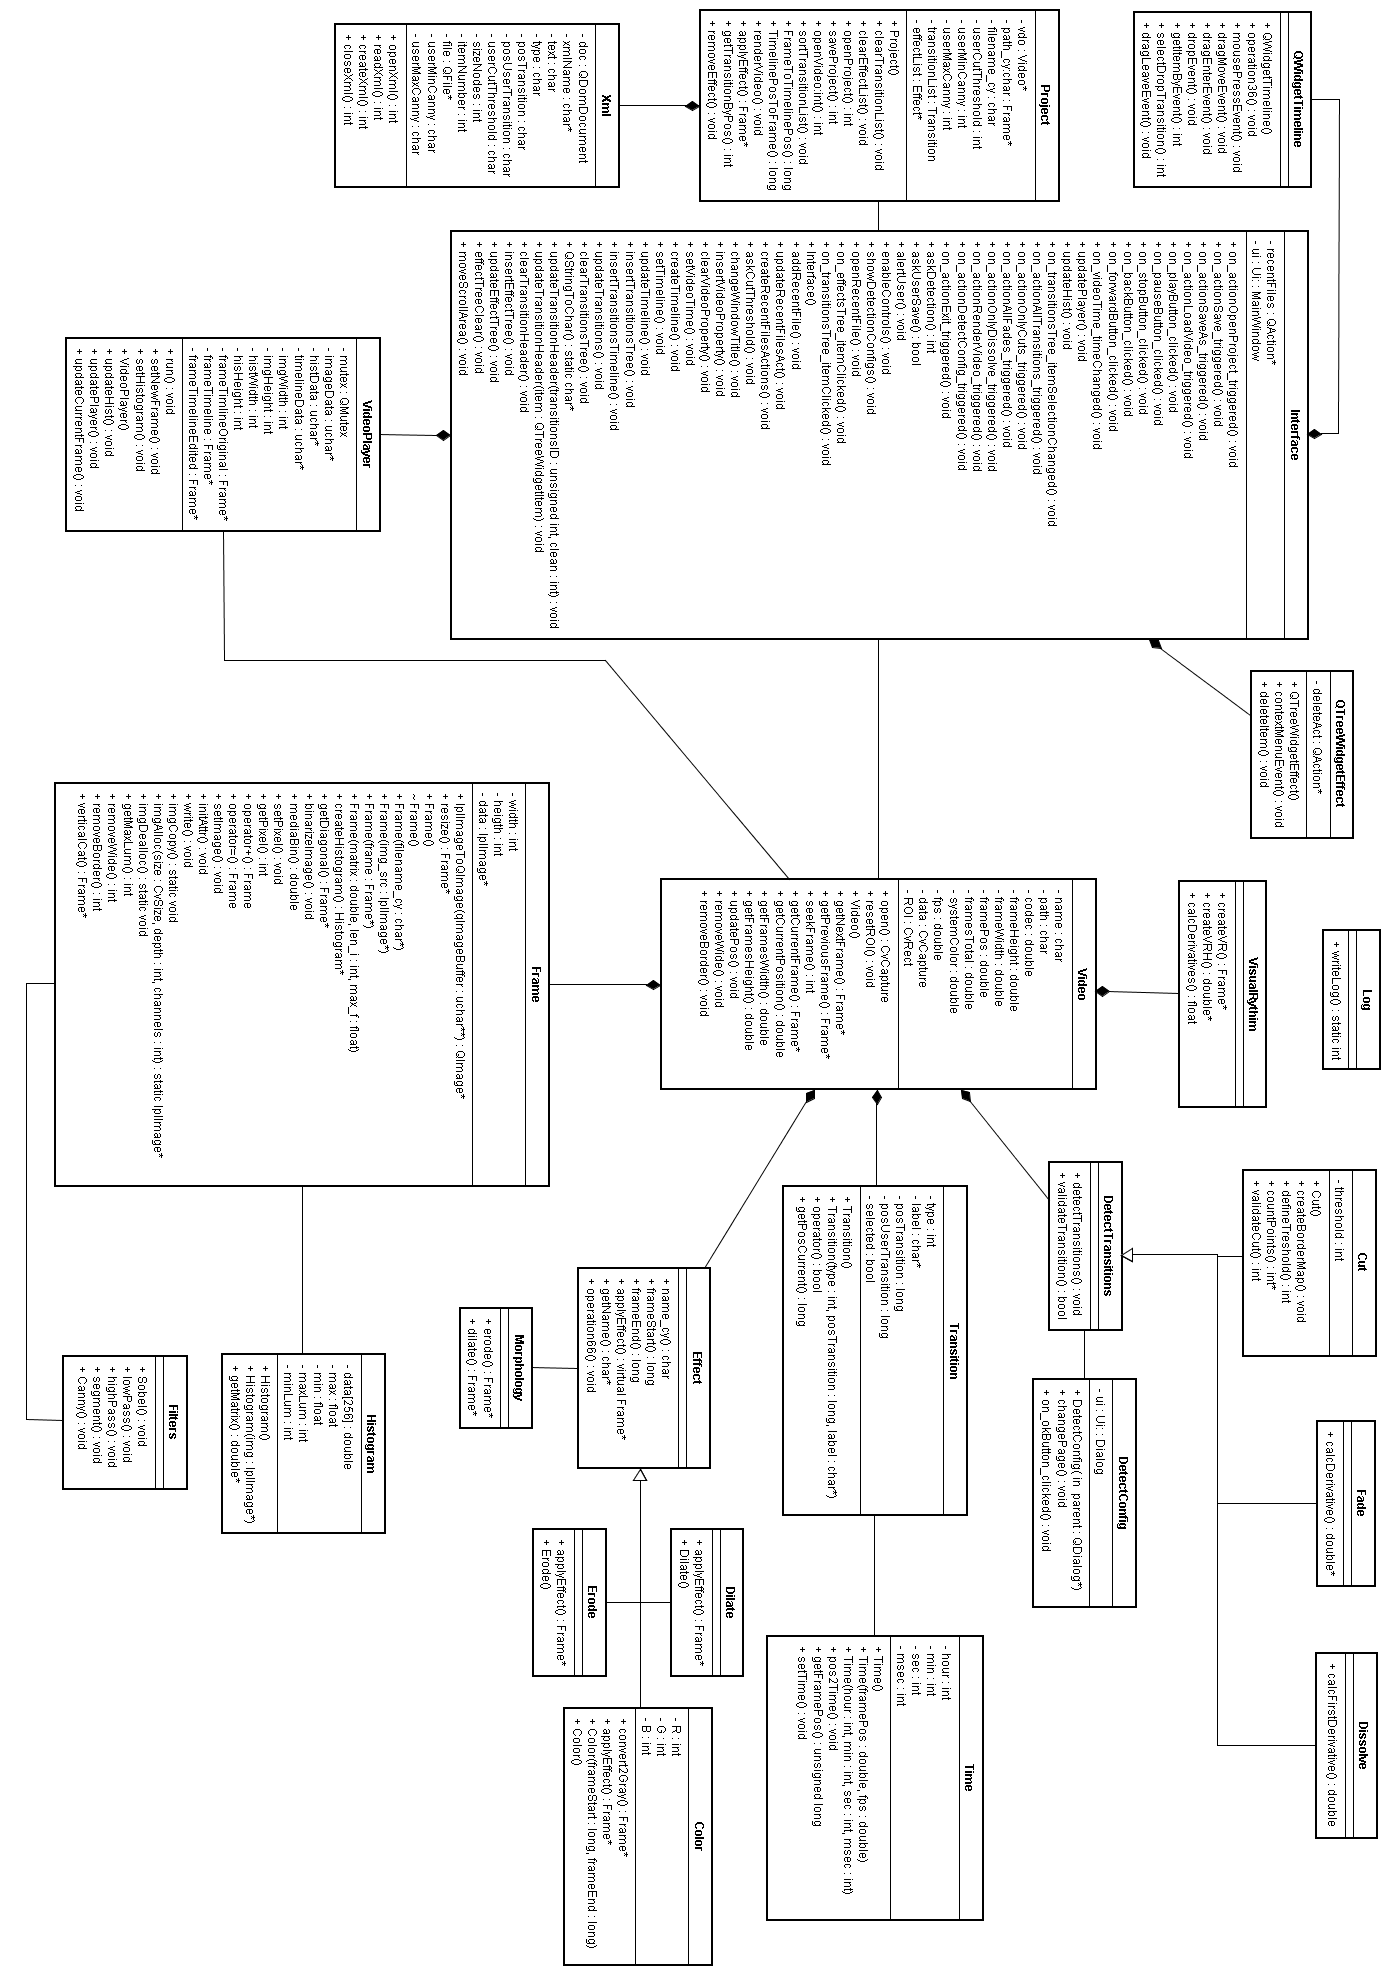 QWidgetTimeline
+ QWidgetTimeline()
+ operation36() : void
+ mousePressEvent() : void
+ dragMoveEvent() : void
+ dragEnterEvent() : void
+ dropEvent() : void
+ getItemByEvent() : int
+ selectDropTransition() : int
+ dragLeaveEvent() : void
Project
- vdo : Video*
- path_cy:char : Frame*
- filename_cy : char
- userCutThreshold : int
- userMinCanny : int
- userMaxCanny : int
- transitionList : Transition
- effectList : Effect*
+ Project()
+ clearTransitionList() : void
+ clearEffectList() : void
+ openProject() : int
+ saveProject() : int
+ openVideo:int() : int
+ sortTransitionList() : void
+ FrameToTimelinePos() : long
+ TimelinePosToFrame() : long
+ renderVideo() : void
+ applyEffect() : Frame*
+ getTransitionByPos() : int
+ removeEffect() : void
Xml
- doc : QDomDocument
- xmlName : char*
- text : char
- type : char
- posTransition : char
- posUserTransition : char
- userCutThreshold : char
- sizeNodes : int
- itemNumber : int
- file : QFile*
- userMinCanny : char
- userMaxCanny : char
+ openXml() : int
+ readXml() : int
+ createXml() : int
+ closeXml() : int
Interface
- recentFiles : QAction*
- ui : Ui : : MainWindow
+ on_actionOpenProject_triggered() : void
+ on_actionSave_triggered() : void
+ on_actionSaveAs_triggered() : void
+ on_actionLoadVideo_triggered() : void
+ on_playButton_clicked() : void
+ on_pauseButton_clicked() : void
+ on_stopButton_clicked() : void
+ on_backButton_clicked() : void
+ on_forwardButton_clicked() : void
+ on_videoTime_timeChanged() : void
+ updatePlayer() : void
+ updateHist() : void
+ on_transitionsTree_itemSelectionChanged() : void
+ on_actionAllTransitions_triggered() : void
+ on_actionOnlyCuts_triggered() : void
+ on_actionAllFades_triggered() : void
+ on_actionOnlyDissolve_triggered() : void
+ on_actionRenderVideo_triggered() : void
+ on_actionDetectConfig_triggered() : void
+ on_actionExit_triggered() : void
+ askDetection() : int
+ askUserSave() : bool
+ alertUser() : void
+ enableControls() : void
+ showDetectionConfigs() : void
+ openRecentFile() : void
+ on_effectsTree_itemClicked() : void
+ on_transitionsTree_itemClicked() : void
+ Interface()
+ addRecentFile() : void
+ updateRecentFilesAct() : void
+ createRecentFilesActions() : void
+ askCutThreshold() : void
+ changeWindowTitle() : void
+ insertVideoProperty() : void
+ clearVideoProperty() : void
+ setVideoTime() : void
+ createTimeline() : void
+ setTimeline() : void
+ updateTimeline() : void
+ insertTransitionsTree() : void
+ insertTransitionsTimeline() : void
+ updateTransitions() : void
+ clearTransitionsTree() : void
+ QStringToChar() : static char*
+ updateTransitionHeader(transitionsID : unsigned int, clean : int) : void
+ updateTransitionHeader(item : QTreeWidgetItem) : void
+ clearTransitionHeader() : void
+ insertEffectTree() : void
+ updateEffectTree() : void
+ effectTreeClear() : void
+ moveScrollArea() : void
VideoPlayer
- mutex : QMutex
- imageData : uchar*
- histData : uchar*
- timelineData : uchar*
- imgWidth : int
- imgHeight : int
- histWidth : int
- hisHeight : int
- frameTimlineOriginal : Frame*
- frameTimeline : Frame*
- frameTimelineEdited : Frame*
+ run() : void
+ setNewFrame() : void
+ setHistogram() : void
+ VideoPlayer()
+ updateHist() : void
+ updatePlayer() : void
+ updateCurrentFrame() : void
QTreeWidgetEffect
- deleteAct : QAction*
+ QTreeWidgetEffect()
+ contextMenuEvent() : void
+ deleteItem() : void
Log
+ writeLog() : static int
VisualRythim
+ createVR() : Frame*
+ createVRH() : double*
+ calcDerivatives() : float
Video
- name : char
- path : char
- codec : double
- frameHeight : double
- frameWidth : double
- framePos : double
- framesTotal : double
- systemColor : double
- fps : double
- data : CvCapture
- ROI : CvRect
+ open() : CvCapture
+ resetROI() : void
+ Video()
+ getNextFrame() : Frame*
+ getPreviousFrame() : Frame*
+ seekFrame() : int
+ getCurrentFrame() : Frame*
+ getCurrentPosition() : double
+ getFramesWidth() : double
+ getFramesHeight() : double
+ updatePos() : void
+ removeWide() : void
+ removeBorder() : void
Frame
- width : int
- heigth : int
- data : IplImage*
+ IplImageToQImage(qImageBuffer : uchar**) : QImage*
+ resize() : Frame*
+ Frame()
~ Frame()
+ Frame(filename_cy : char*)
+ Frame(img_src : IplImage*)
+ Frame(frame : Frame*)
+ Frame(matrix : double, len_i : int, max_f : float)
+ createHistogram() : Histogram*
+ getDiagonal() : Frame*
+ binarizeImage() : void
+ mediaBin() : double
+ setPixel() : void
+ getPixel() : int
+ operator+() : Frame
+ operator=() : Frame
+ setImage() : void
+ initAttr() : void
+ write() : void
+ imgCopy() : static void
+ imgAlloc(size : CvSize, depth : int, channels : int) : static IplImage*
+ imgDealloc() : static void
+ getMaxLum() : int
+ removeWide() : int
+ removeBorder() : int
+ verticalCat() : Frame*
Cut
- threshold : int
+ Cut()
+ createBorderMap() : void
+ defineTreshold() : int
+ countPoints() : int*
+ validateCut() : int
DetectTransitions
+ detectTransitions() : void
+ validateTransition() : bool
Transition
- type : int
- label : char*
- posTransition : long
- posUserTransition : long
- selected : bool
+ Transition()
+ Transition(type : int, posTransition : long, label : char*)
+ operator() : bool
+ getPosCurrent() : long
Effect
+ name_cy() : char
+ frameStart() : long
+ frameEnd() : long
+ applyEffect() : virtual Frame*
+ getName() : char*
+ operation66() : void
Morphology
+ erode() : Frame*
+ dilate() : Frame*
Histogram
- data[256] : double
- max : float
- min : float
- maxLum : int
- minLum : int
+ Histogram()
+ Histogram(img : IplImage*)
+ getMatrix() : double*
Filters
+ Sobel() : void
+ lowPass() : void
+ highPass() : void
+ segment() : void
+ Canny() : void
DetectConfig
- ui : Ui : : Dialog
+ DetectConfig( in parent : QDialog*)
+ changePage() : void
+ on_okButton_clicked() : void
Fade
+ calcDerivative() : double*
Dilate
+ applyEffect() : Frame*
+ Dilate()
Erode
+ applyEffect() : Frame*
+ Erode()
Dissolve
+ calcFirstDerivative() : double
Time
- hour : int
- min : int
- sec : int
- msec : int
+ Time()
+ Time(framePos : double, fps : double)
+ Time(hour : int, min : int, sec : int, msec : int)
+ pos2Time() : void
+ getFramePos() : unsigned long
+ setTime() : void
Color
- R : int
- G : int
- B : int
+ convert2Gray() : Frame*
+ applyEffect() : Frame*
+ Color(frameStart : long, frameEnd : long)
+ Color()